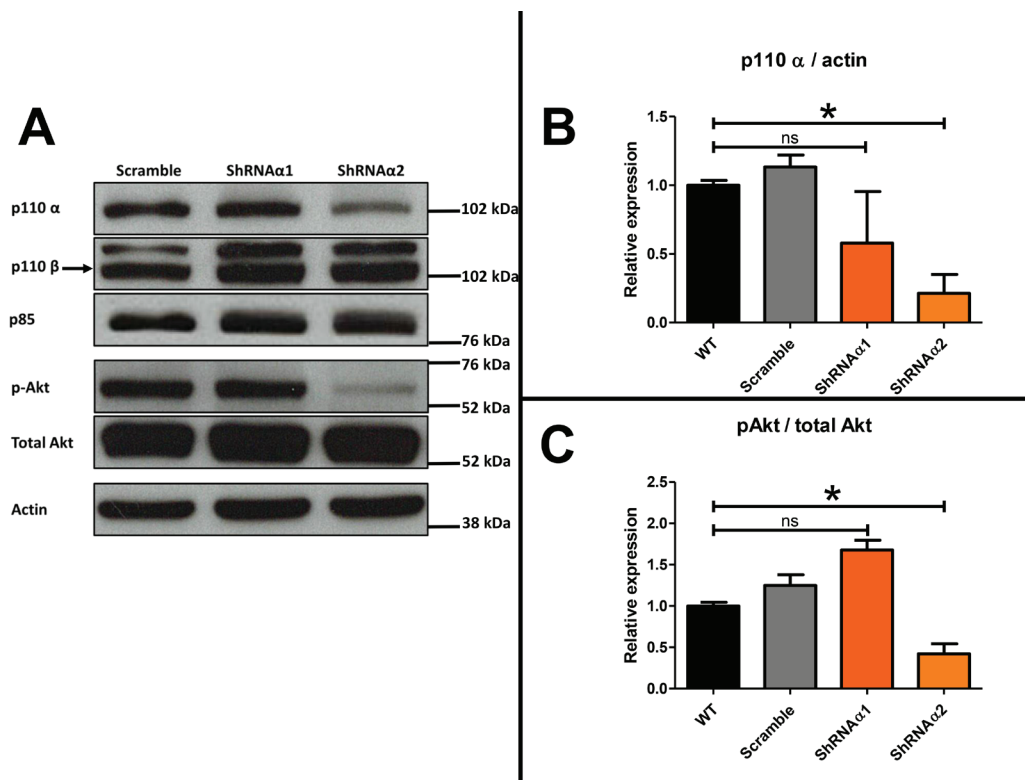 A
Scramble ShRNAα1 ShRNAα2
p110 α
102 kDa
p110 β
102 kDa
p85
76 kDa
76 kDa
p-Akt
52 kDa
Total Akt
52 kDa
Actin
38 kDa
B
p110 α / actin
Relative expression
1.5
1.0
0.5
0.0
*
ns
WT
Scramble
ShRNAα1
ShRNAα2
C
pAkt / total Akt
Relative expression
2.5
2.0
1.5
1.0
0.5
0.0
*
ns
WT
Scramble
ShRNAα1
ShRNAα2